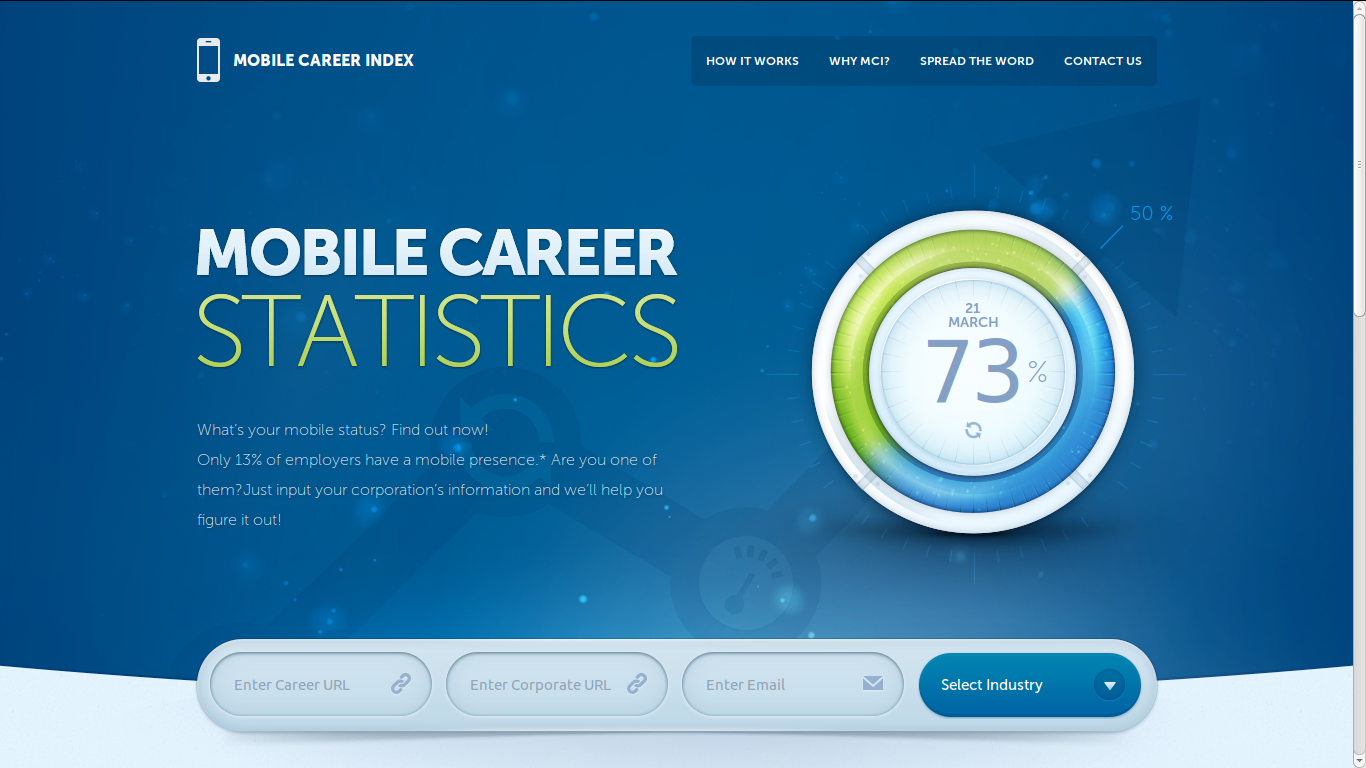 MOBILE CAREER INDEX
HOW IT WORKS
WHY MCI?
SPREAD THE WORD
CONTACT US
MOBILE CAREER
STATISTICS
What's your mobile status? Find out now!
Only 13% of employers have a mobile presence.* Are you one of
them?Just input your corporation's information and we'll help you
figure it out!
50 %
21
MARCH
73%
Enter Career URL
Enter Corporate URL
Enter Email
Select Industry